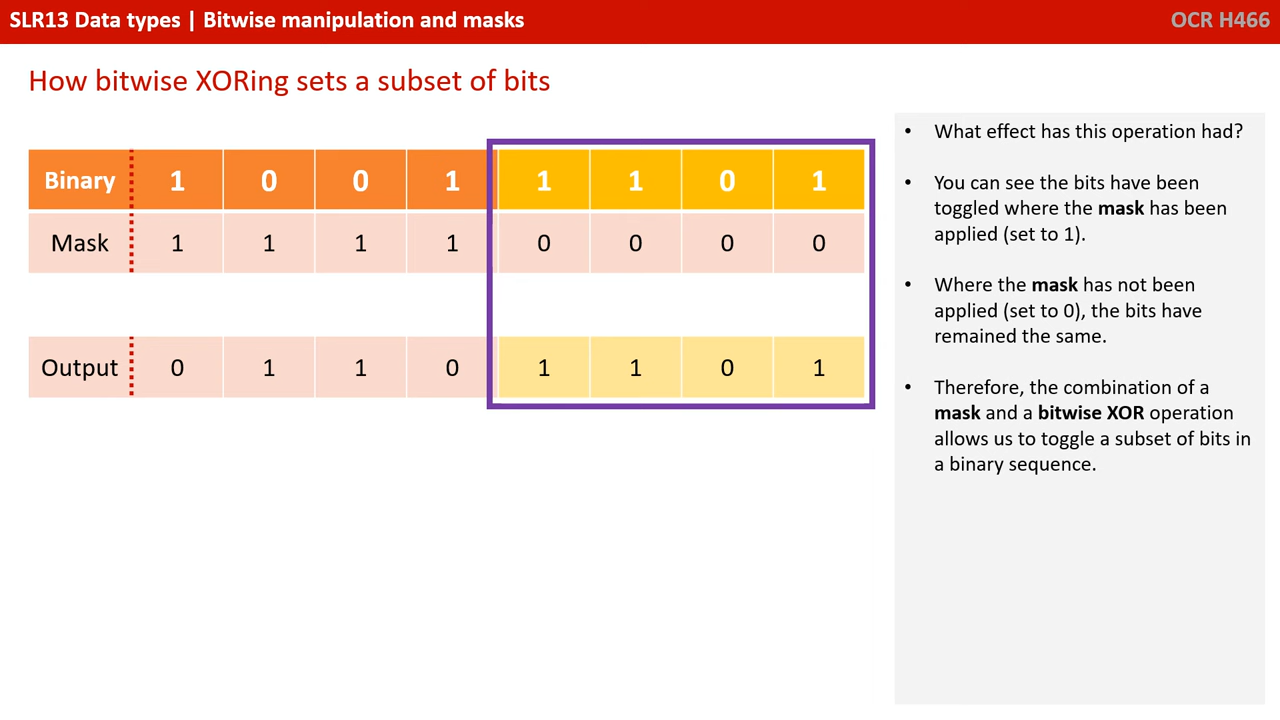 SLR13 Data types | Bitwise manipulation and masks
OCR H466
How bitwise XORing sets a subset of bits
Binary 1 0 0 1 1 1 0 1
Mask 1 1 1 1 0 0 0 0
Output 0 1 1 0 1 1 0 1
• What effect has this operation had?
• You can see the bits have been
toggled where the mask has been
applied (set to 1).
• Where the mask has not been
applied (set to 0), the bits have
remained the same.
• Therefore, the combination of a
mask and a bitwise XOR operation
allows us to toggle a subset of bits in
a binary sequence.